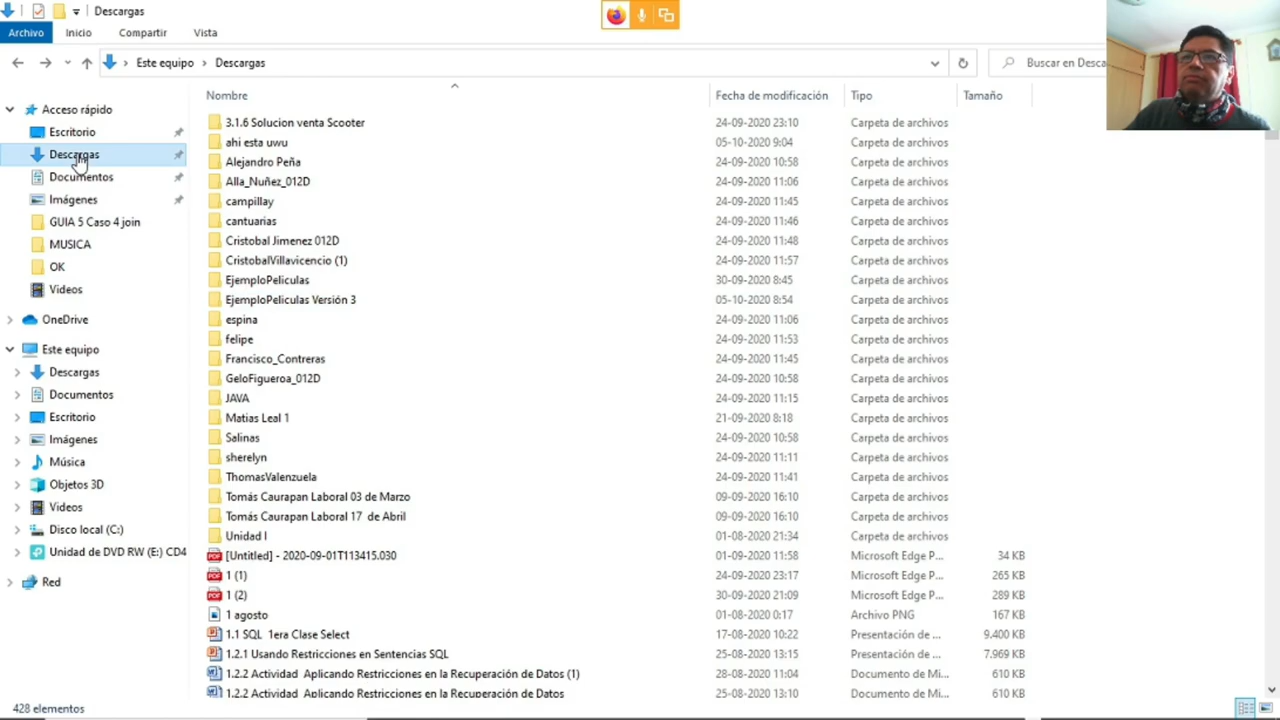 Descargas
Archivo Inicio Compartir Vista
Este equipo Descargas Buscar en Desca
Nombre Fecha de modificación Tipo Tamaño
Acceso rápido
Escritorio
Descargas
Documentos
Imágenes
GUIA 5 Caso 4 join
MUSICA
OK
Videos
OneDrive
Este equipo
Descargas
Documentos
Escritorio
Imágenes
Música
Objetos 3D
Videos
Disco local (C:)
Unidad de DVD RW (E:) CD4
Red
3.1.6 Solucion venta Scooter 24-09-2020 23:10 Carpeta de archivos
ahi esta uwu 05-10-2020 9:04 Carpeta de archivos
Alejandro Peña 24-09-2020 10:58 Carpeta de archivos
Alla_Nuñez_012D 24-09-2020 11:06 Carpeta de archivos
campillay 24-09-2020 11:45 Carpeta de archivos
cantuarias 24-09-2020 11:46 Carpeta de archivos
Cristobal Jimenez 012D 24-09-2020 11:48 Carpeta de archivos
CristobalVillavicencio (1) 24-09-2020 11:57 Carpeta de archivos
EjemploPeliculas 30-09-2020 8:45 Carpeta de archivos
EjemploPeliculas Versión 3 05-10-2020 8:54 Carpeta de archivos
espina 24-09-2020 11:06 Carpeta de archivos
felipe 24-09-2020 11:53 Carpeta de archivos
Francisco_Contreras 24-09-2020 11:45 Carpeta de archivos
GeloFigueroa_012D 24-09-2020 10:58 Carpeta de archivos
JAVA 24-09-2020 11:15 Carpeta de archivos
Matias Leal 1 21-09-2020 8:18 Carpeta de archivos
Salinas 24-09-2020 10:58 Carpeta de archivos
sherelyn 24-09-2020 11:11 Carpeta de archivos
ThomasValenzuela 24-09-2020 11:41 Carpeta de archivos
Tomás Caurapan Laboral 03 de Marzo 09-09-2020 16:10 Carpeta de archivos
Tomás Caurapan Laboral 17 de Abril 09-09-2020 16:10 Carpeta de archivos
Unidad I 01-08-2020 21:34 Carpeta de archivos
[Untitled] - 2020-09-01T113415.030 01-09-2020 11:58 Microsoft Edge P... 34 KB
1 (1) 24-09-2020 23:17 Microsoft Edge P... 265 KB
1 (2) 30-09-2020 21:09 Microsoft Edge P... 289 KB
1 agosto 01-08-2020 0:17 Archivo PNG 167 KB
1.1 SQL 1era Clase Select 17-08-2020 10:22 Presentación de ... 9.400 KB
1.2.1 Usando Restricciones en Sentencias SQL 25-08-2020 13:15 Presentación de ... 7.969 KB
1.2.2 Actividad Aplicando Restricciones en la Recuperación de Datos (1) 28-08-2020 11:04 Documento de Mi... 610 KB
1.2.2 Actividad Aplicando Restricciones en la Recuperación de Datos 25-08-2020 13:10 Documento de Mi... 610 KB
428 elementos